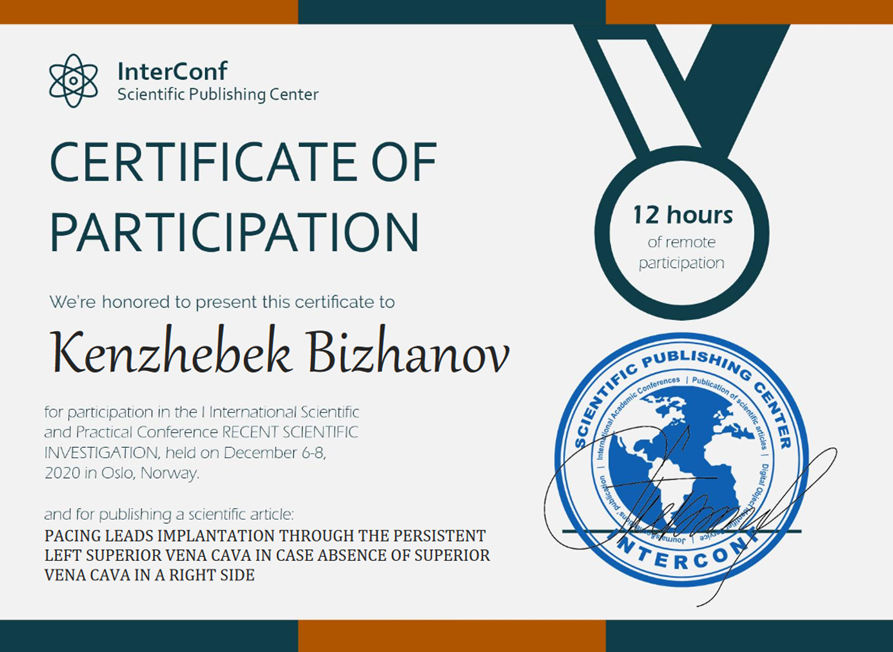 InterConf
Scientific Publishing Center
CERTIFICATE OF
PARTICIPATION
We're honored to present this certificate to
Kenzhebek Bizhanov
for participation in the I International Scientific
and Practical Conference RECENT SCIENTIFIC
INVESTIGATION, held on December 6-8,
2020 in Oslo, Norway.
and for publishing a scientific article:
PACING LEADS IMPLANTATION THROUGH THE PERSISTENT
LEFT SUPERIOR VENA CAVA IN CASE ABSENCE OF SUPERIOR
VENA CAVA IN A RIGHT SIDE
12 hours
of remote
participation
SCIENTIFIC PUBLISHING CENTER
International Academic Conferences | Publication of scientific articles | Digital Object
publication |
INTERCONF